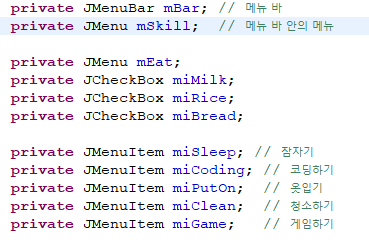 private JMenuBar mBar; // 메뉴 바
private JMenu mSkill; // 메뉴 바 안의 메뉴
private JMenu mEat;
private JCheckBox miMilk;
private JCheckBox miRice;
private JCheckBox miBread;
private JMenuItem miSleep; // 잠자기
private JMenuItem miCoding; // 코딩하기
private JMenuItem miPutOn; // 옷입기
private JMenuItem miClean; // 청소하기
private JMenuItem miGame; // 게임하기